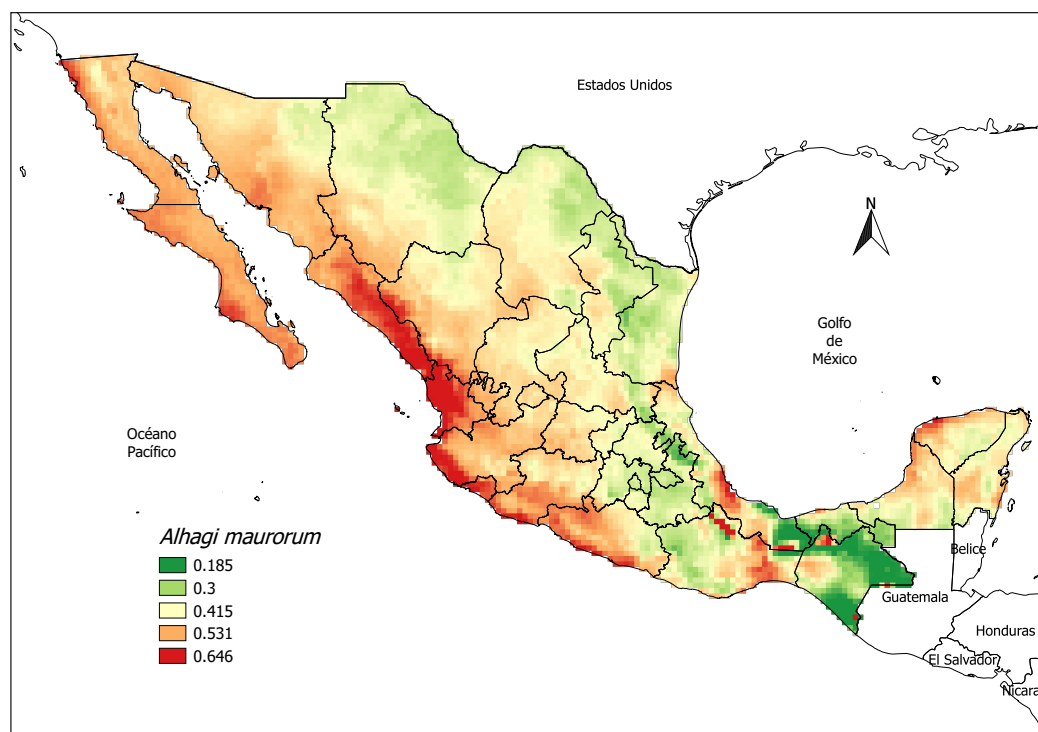 Estados Unidos
N
Golfo
de
México
Océano
Pacífico
Alhagi maurorum
0.185
0.3
0.415
0.531
0.646
Belice
Guatemala
Honduras
El Salvador
Nicara